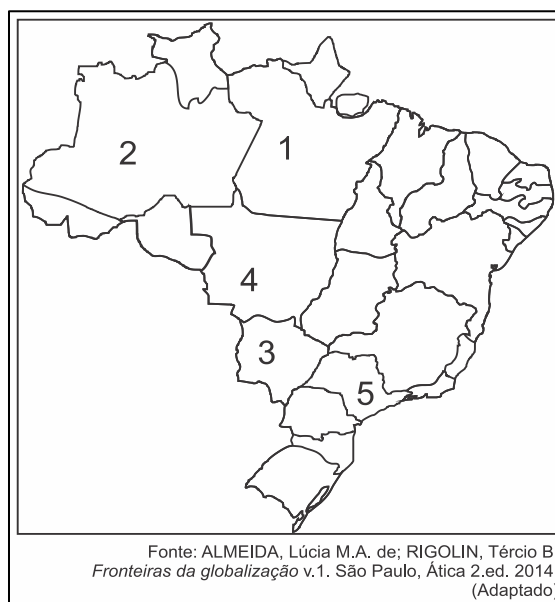 1
2
4
3
5
Fonte: ALMEIDA, Lúcia M.A. de; RIGOLIN, Tércio B
Fronteiras da globalização v.1. São Paulo, Ática 2.ed. 2014
(Adaptado)